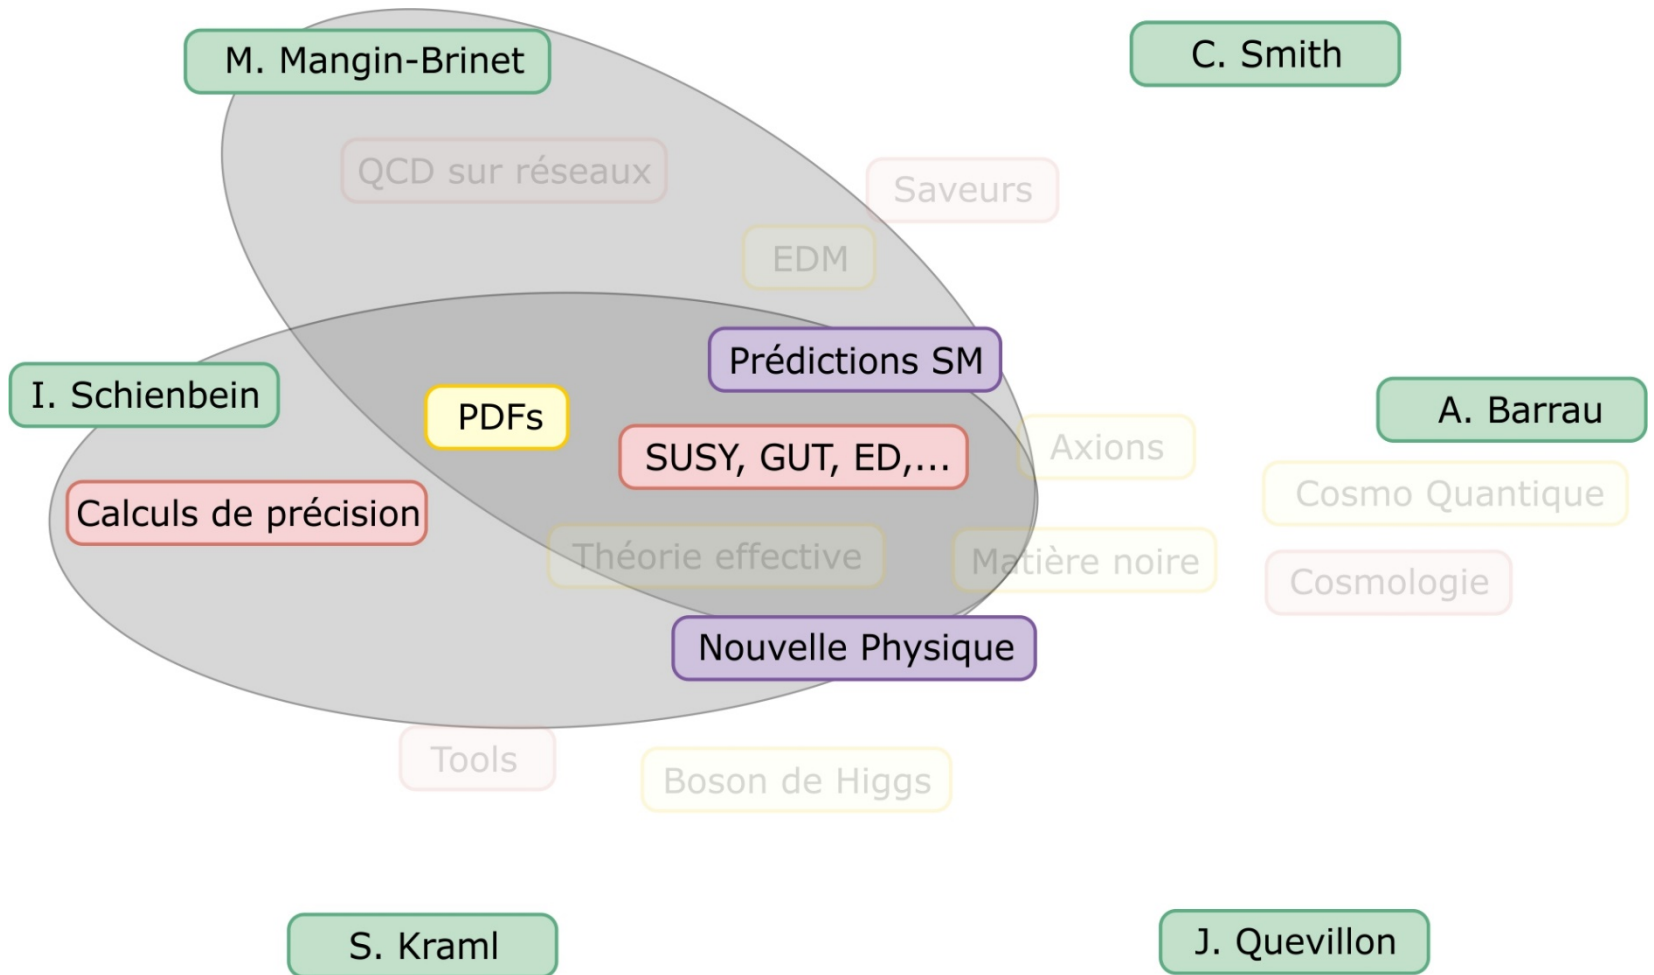 M. Mangin-Brinet
C. Smith
QCD sur réseaux
Saveurs
EDM
Prédictions SM
I. Schienbein
PDFs
A. Barrau
SUSY, GUT, ED,...
Axions
Cosmo Quantique
Calculs de précision
Théorie effective
Matière noire
Cosmologie
Nouvelle Physique
Tools
Boson de Higgs
S. Kraml
J. Quevillon